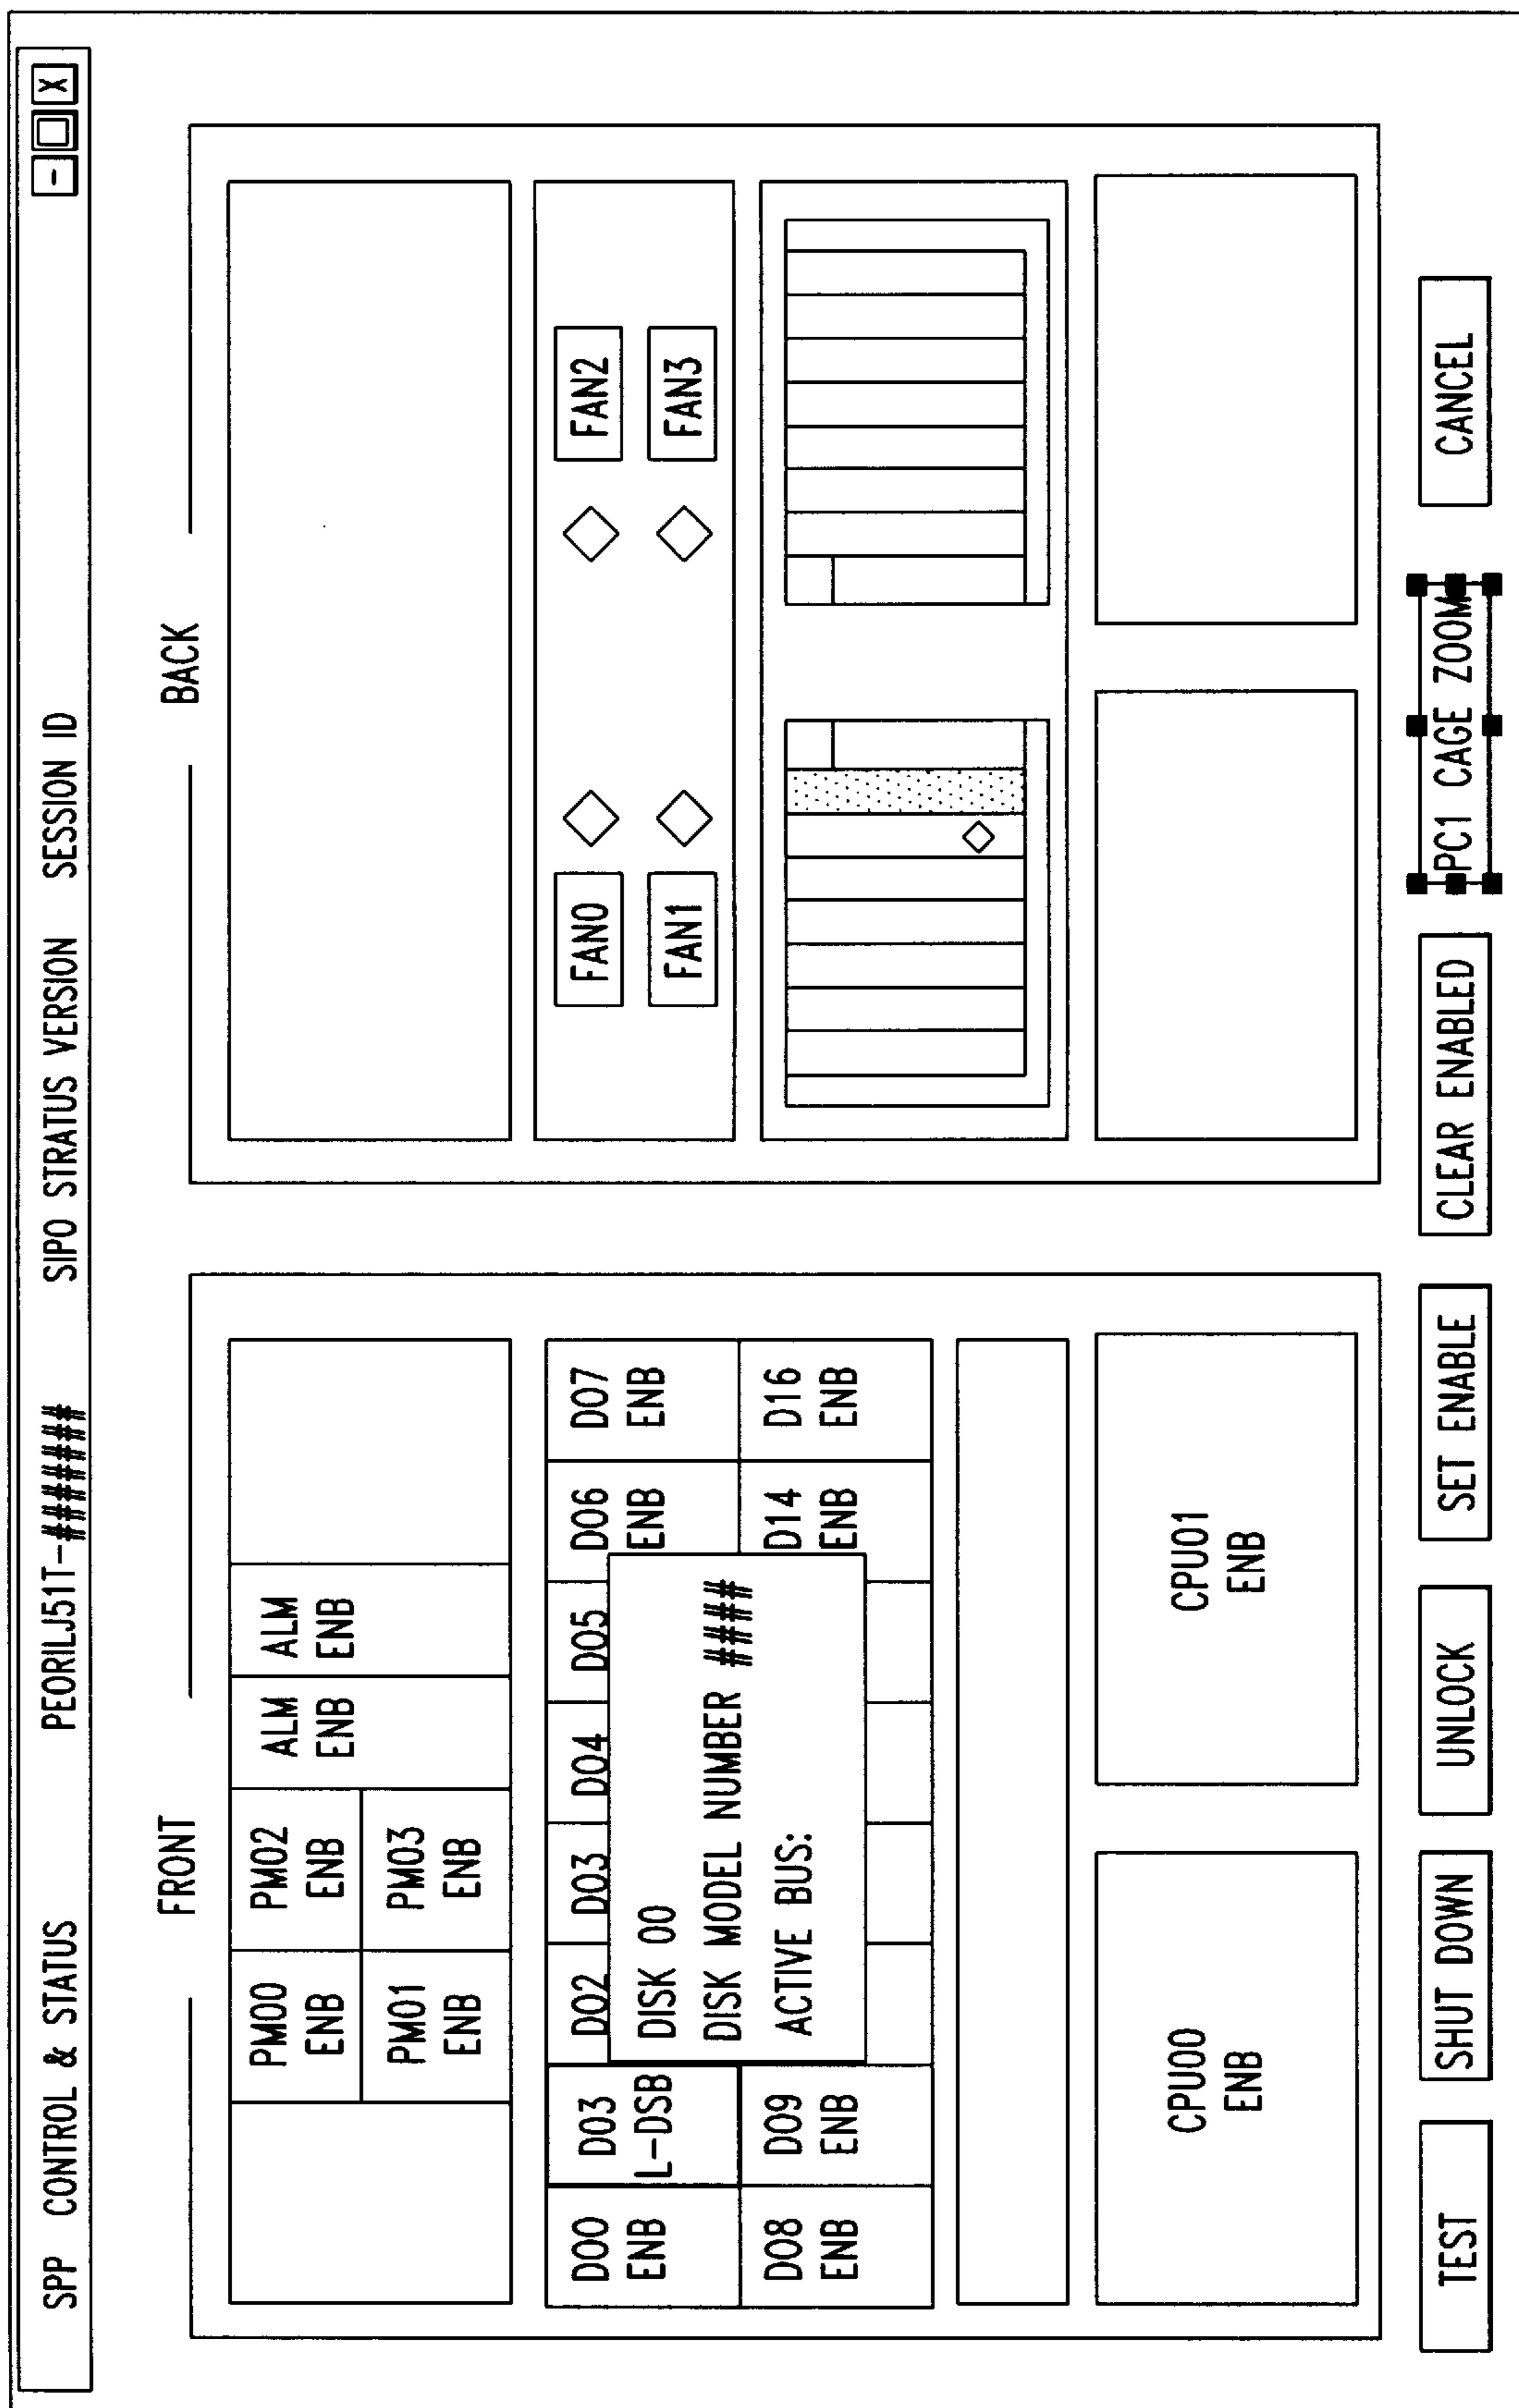 SPP CONTROL & STATUS PEORILJ51T-###### SIPO STRATUS VERSION SESSION ID - X
FRONT
PM00 ENB
PM02 ENB
ALM ENB
ALM ENB
PM01 ENB
PM03 ENB
D00 ENB
D03 L-DSB
D02
D03
D04
D05
D06 ENB
D07 ENB
DISK 00
DISK MODEL NUMBER ####
ACTIVE BUS:
D08 ENB
D09 ENB
D14 ENB
D16 ENB
CPU00 ENB
CPU01 ENB
BACK
FAN0
FAN2
FAN1
FAN3
TEST
SHUT DOWN
UNLOCK
SET ENABLE
CLEAR ENABLED
PC1 CAGE ZOOM
CANCEL